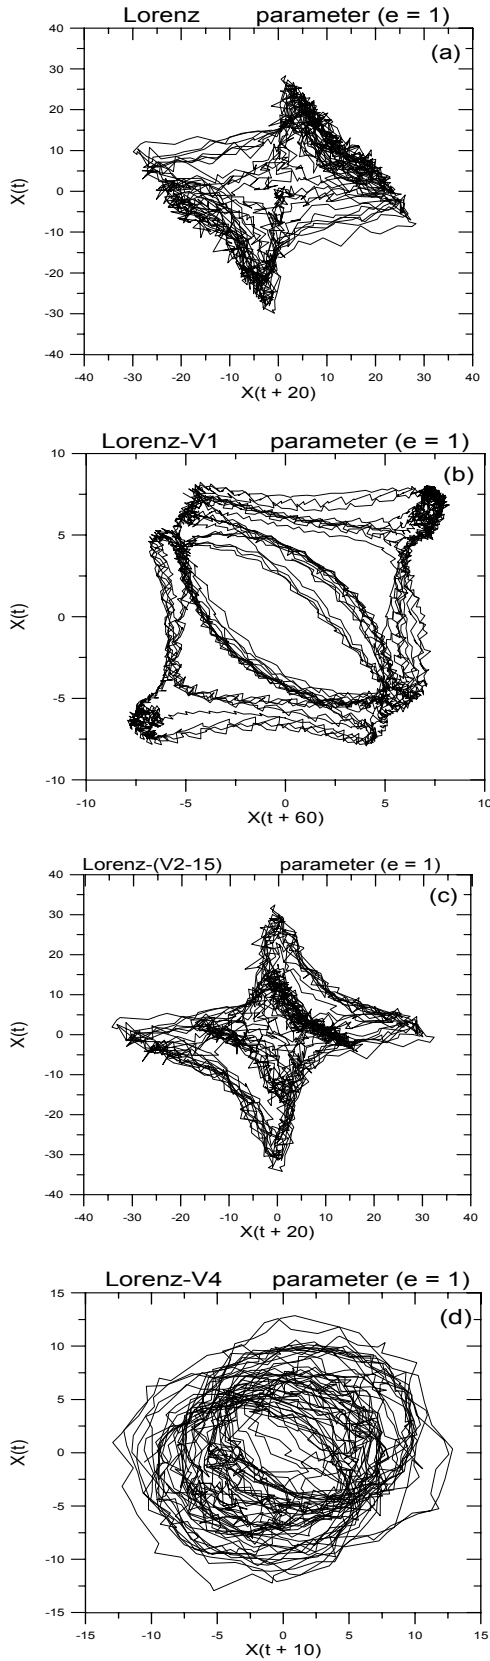 Lorenz parameter (e = 1)
(a)
40
30
20
10
0
-10
-20
-30
-40
X(t)
-40 -30 -20 -10 0 10 20 30 40
X(t + 20)
Lorenz-V1 parameter (e = 1)
(b)
10
5
0
-5
-10
X(t)
-10 -5 0 5 10
X(t + 60)
Lorenz-(V2-15) parameter (e = 1)
(c)
40
30
20
10
0
-10
-20
-30
-40
X(t)
-40 -30 -20 -10 0 10 20 30 40
X(t + 20)
Lorenz-V4 parameter (e = 1)
(d)
15
10
5
0
-5
-10
-15
X(t)
-15 -10 -5 0 5 10 15
X(t + 10)